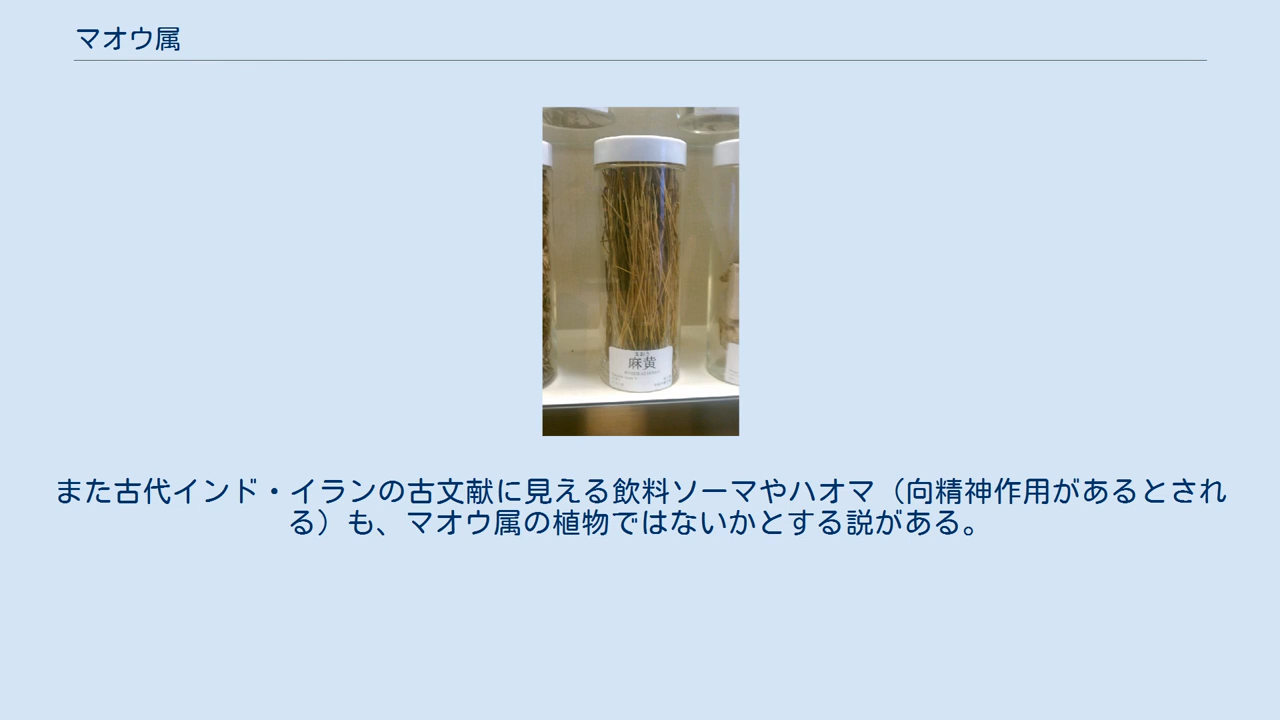 マオウ属
まおう
麻黄
また古代インド・イランの古文献に見える飲料ソーマやハオマ（向精神作用があるとされ
る）も、マオウ属の植物ではないかとする説がある。